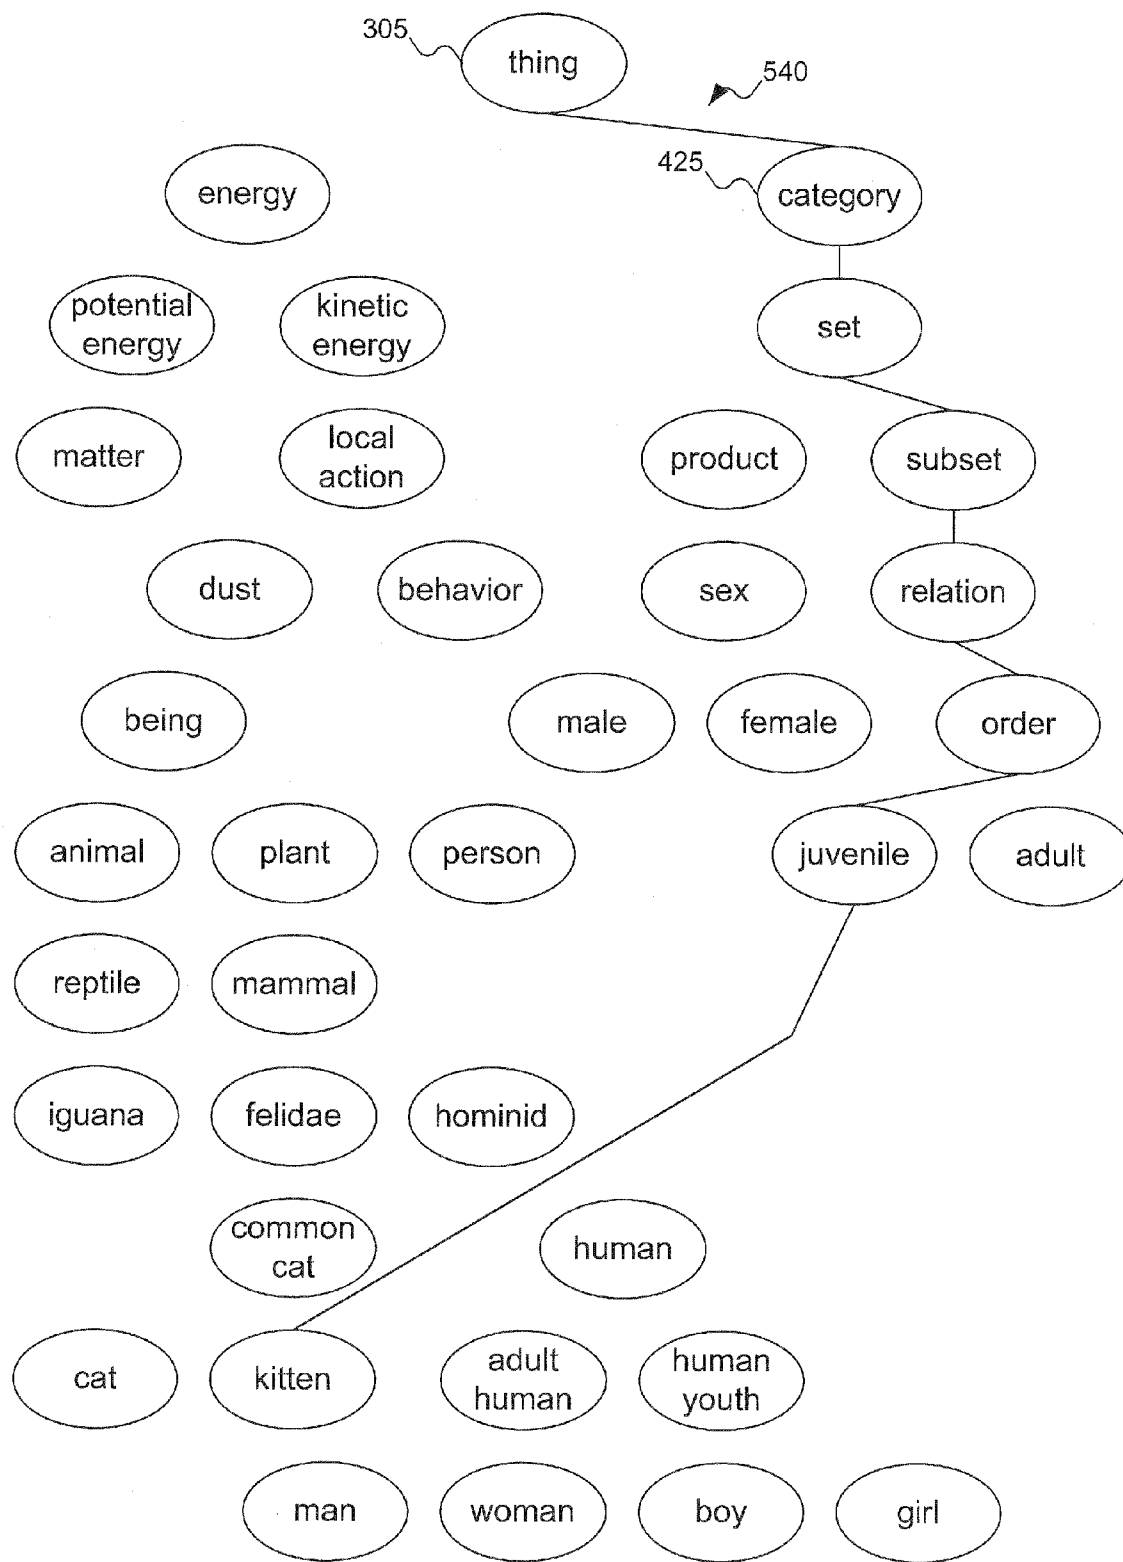 305
thing
540
energy
425
category
potential
energy
kinetic
energy
set
matter
local
action
product
subset
dust
behavior
sex
relation
being
male
female
order
animal
plant
person
juvenile
adult
reptile
mammal
iguana
felidae
hominid
common
cat
human
cat
kitten
adult
human
human
youth
man
woman
boy
girl